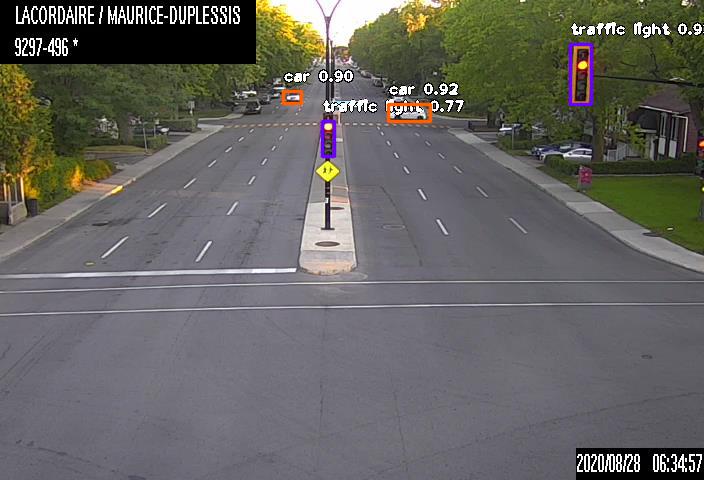 LACORDAIRE / MAURICE-DUPLESSIS
9297-496 *
traffic light 0.9
car 0.90
car 0.92
traffic light 0.77
2020/08/28 06:34:57